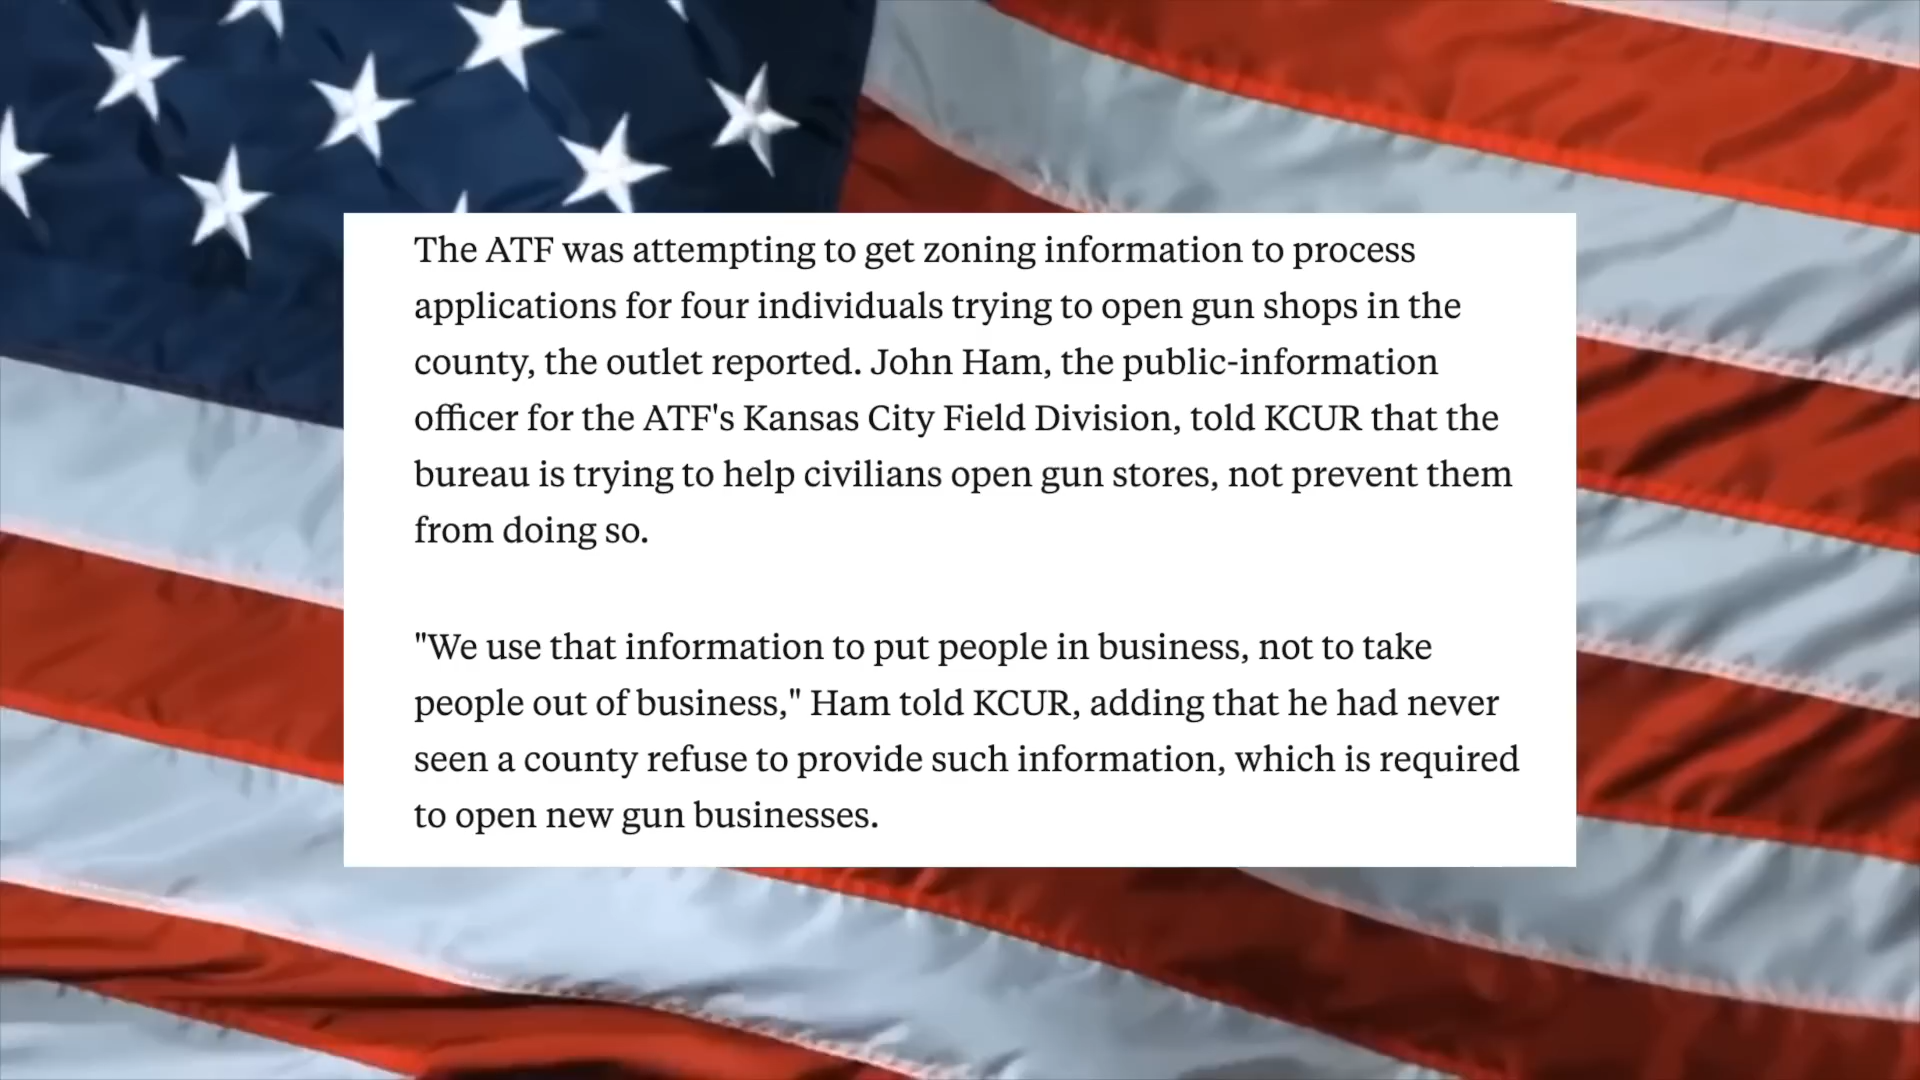 The ATF was attempting to get zoning information to process
applications for four individuals trying to open gun shops in the
county, the outlet reported. John Ham, the public-information
officer for the ATF's Kansas City Field Division, told KCUR that the
bureau is trying to help civilians open gun stores, not prevent them
from doing so.
"We use that information to put people in business, not to take
people out of business," Ham told KCUR, adding that he had never
seen a county refuse to provide such information, which is required
to open new gun businesses.